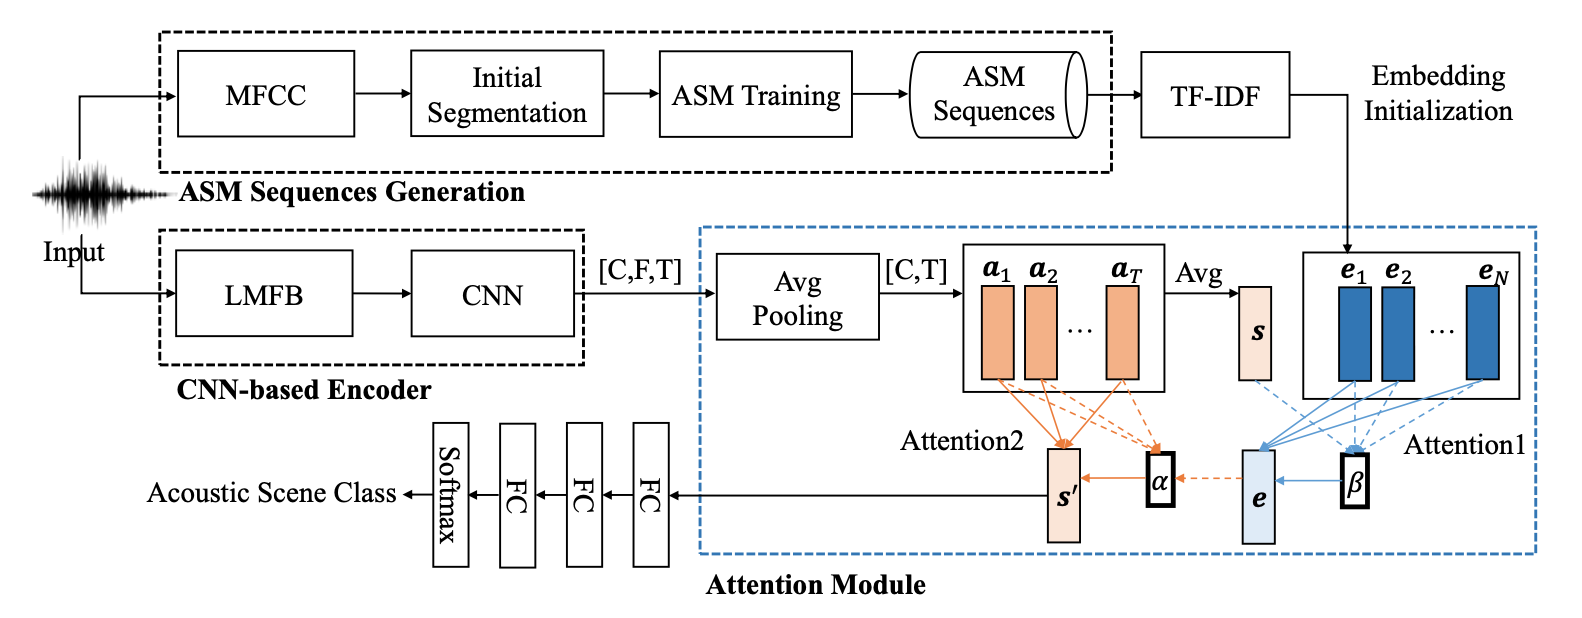 MFCC
Initial
Segmentation
ASM Training
ASM
Sequences
TF-IDF
Embedding
Initialization
ASM Sequences Generation
Input
LMFB
CNN
[C,F,T]
CNN-based Encoder
Avg
Pooling
[C,T]
a1 a2 aT
...
Avg
s
e1 e2 eN
...
Attention2
Attention1
s'
α
e
β
FC
FC
FC
Softmax
Acoustic Scene Class
Attention Module